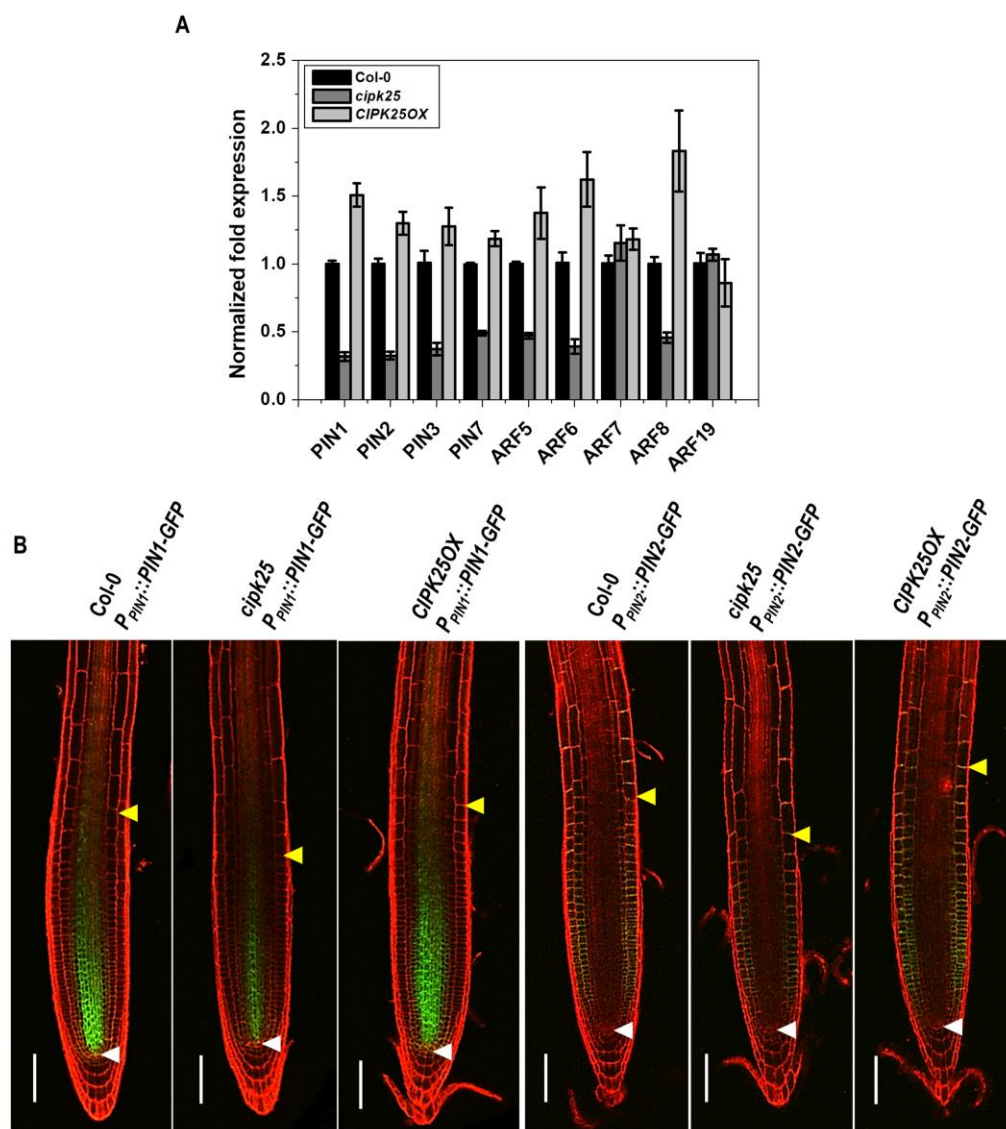 A
2.5
2.0
1.5
1.0
0.5
0.0
Normalized fold expression
Col-0
cipk25
CIPK25OX
PIN1
PIN2
PIN3
PIN7
ARF5
ARF6
ARF7
ARF8
ARF19
B
Col-0
PPIN1::PIN1-GFP
cipk25
PPIN1::PIN1-GFP
CIPK25OX
PPIN1::PIN1-GFP
Col-0
PPIN2::PIN2-GFP
cipk25
PPIN2::PIN2-GFP
CIPK25OX
PPIN2::PIN2-GFP